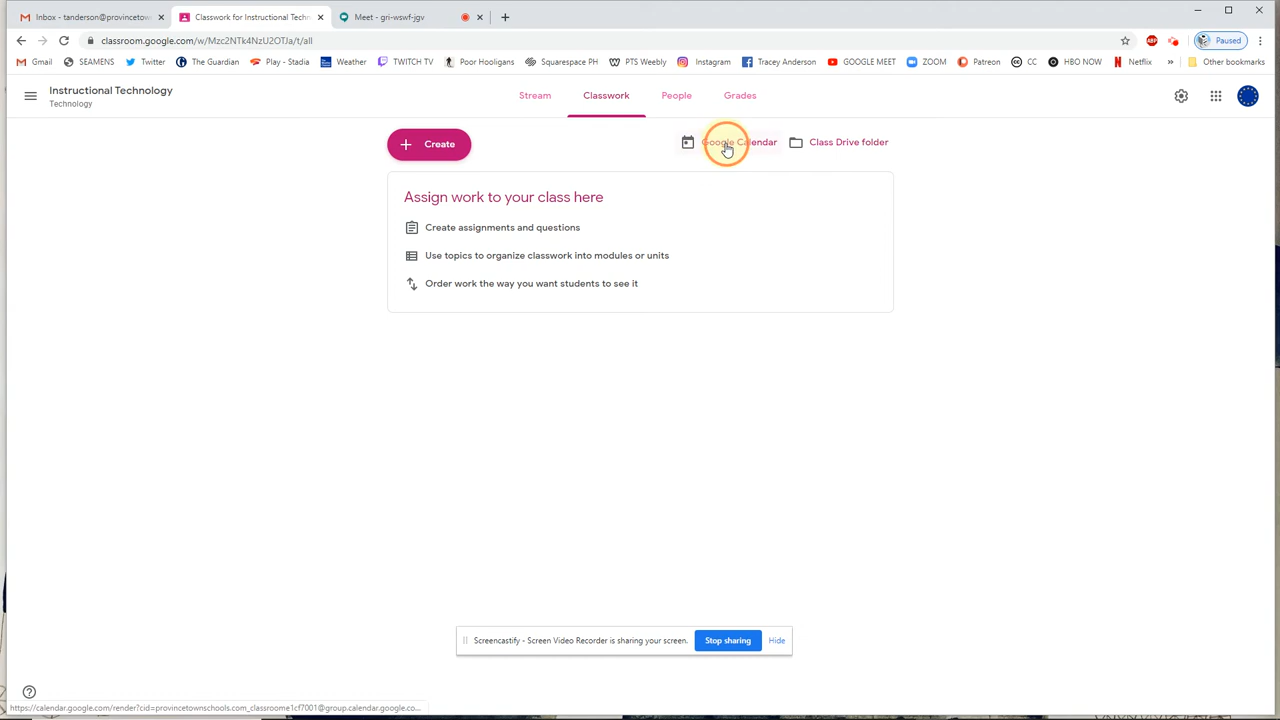 Inbox - tanderson@provincetown
Classwork for Instructional Techn
Meet - gri-wswf-jgv
classroom.google.com/w/Mzc2NTk4NzU2OTJa/t/all
ABP
Paused
Gmail
SEAMENS
Twitter
The Guardian
Play - Stadia
Weather
TWITCH TV
Poor Hooligans
Squarespace PH
PTS Weekly
Instagram
Tracey Anderson
GOOGLE MEET
ZOOM
Patreon
CC
HBO NOW
Netflix
»
Other bookmarks
Instructional Technology
Technology
Stream
Classwork
People
Grades
+ Create
Google Calendar
Class Drive folder
Assign work to your class here
Create assignments and questions
Use topics to organize classwork into modules or units
Order work the way you want students to see it
Screencastify - Screen Video Recorder is sharing your screen.
Stop sharing
Hide
https://calendar.google.com/render?cid=provincetownschools.com_classroome1cf7001@group.calendar.google.co...